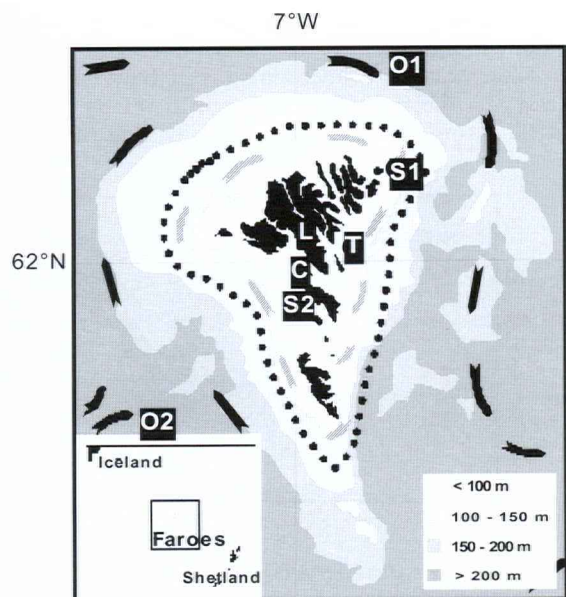 7°W
O1
S1
L
T
62°N
C
S2
O2
Iceland
Faroes
Shetland
< 100 m
100 - 150 m
150 - 200 m
> 200 m